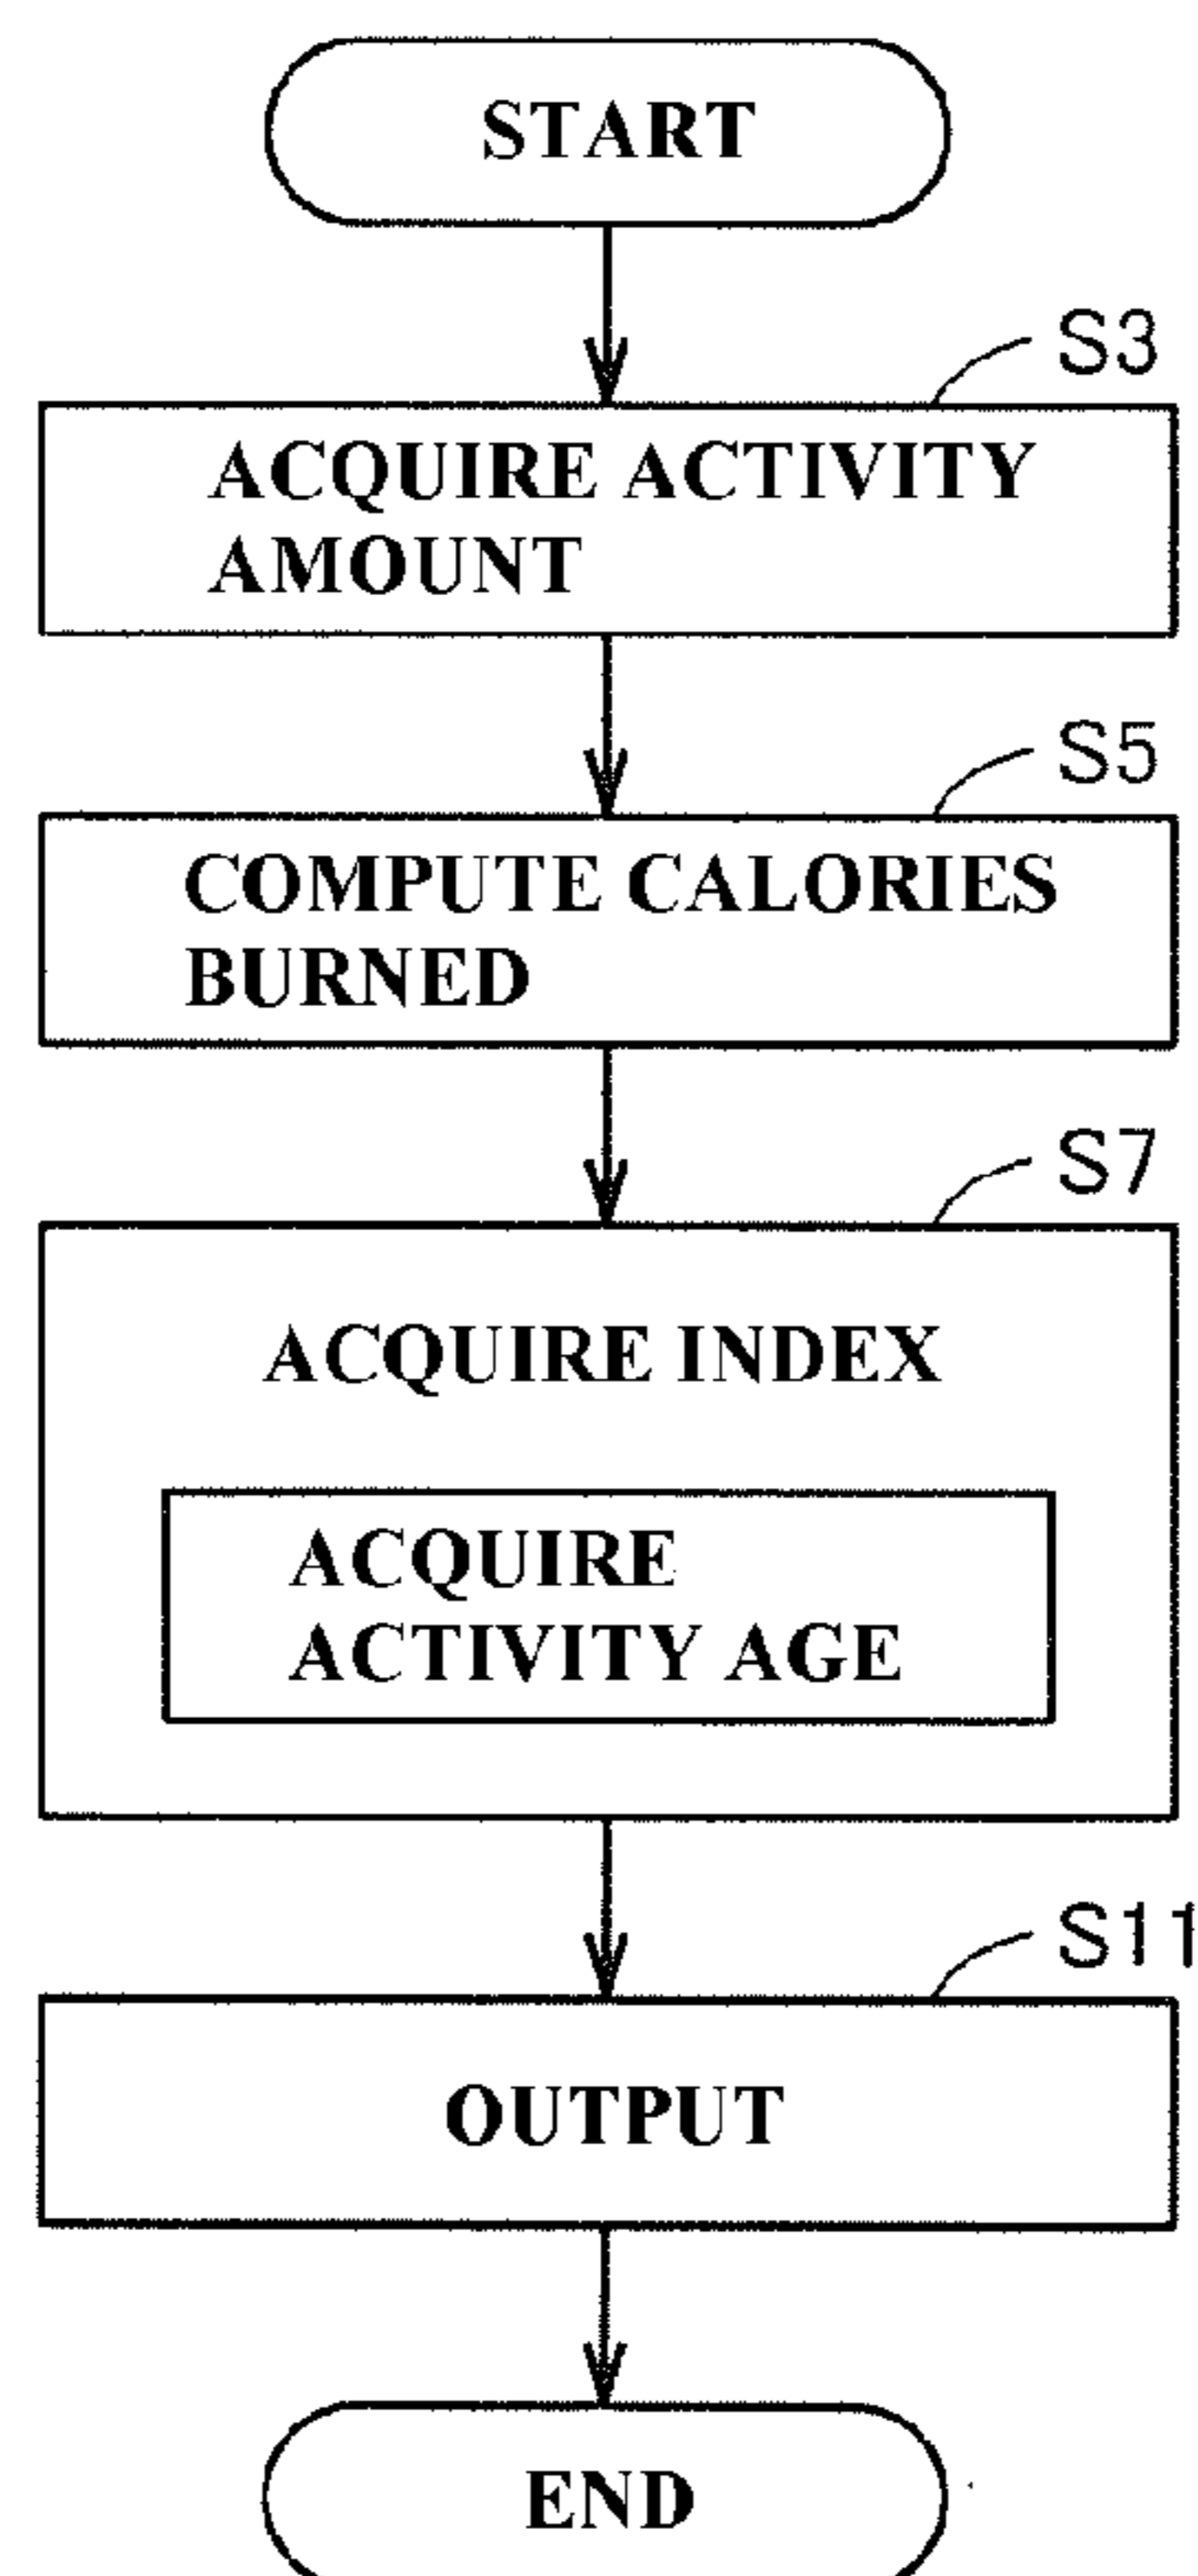 START
S3
ACQUIRE ACTIVITY
AMOUNT
S5
COMPUTE CALORIES
BURNED
S7
ACQUIRE INDEX
ACQUIRE
ACTIVITY AGE
S11
OUTPUT
END